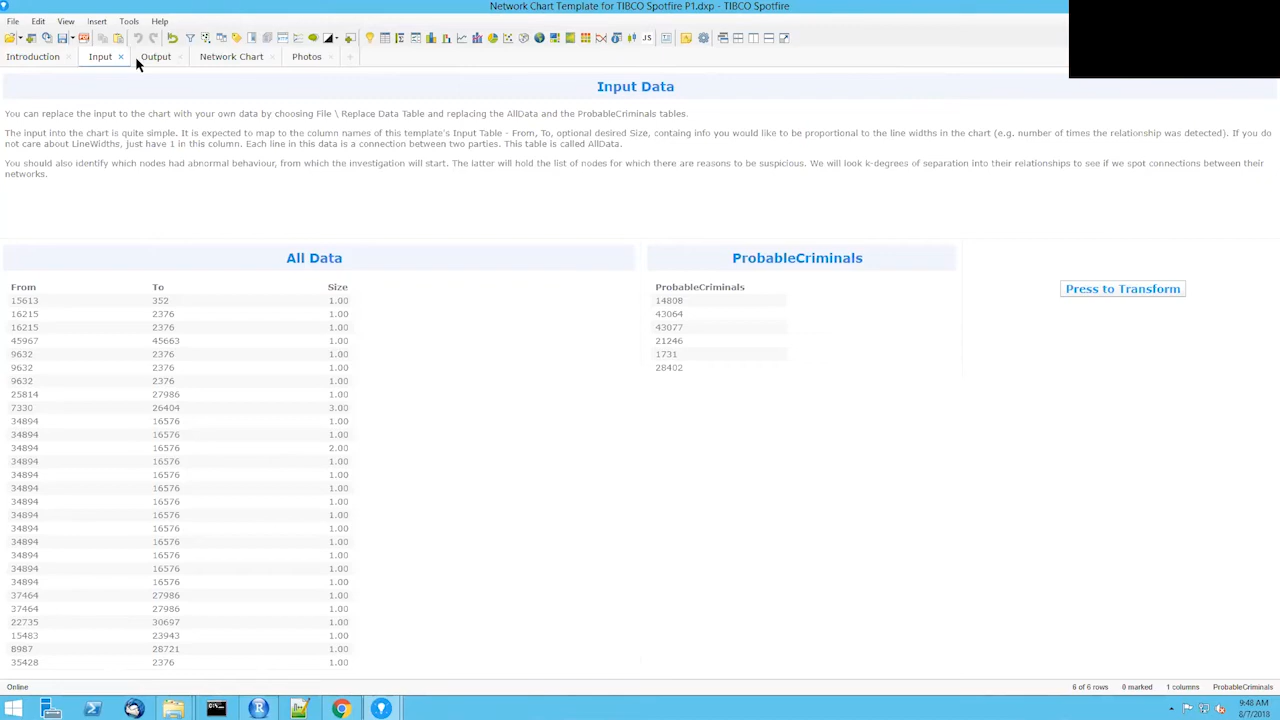 Network Chart Template for TIBCO Spotfire P1.dxp - TIBCO Spotfire
File Edit View Insert Tools Help
JS
Introduction Input Output Network Chart Photos
Input Data
You can replace the input to the chart with your own data by choosing File \ Replace Data Table and replacing the AllData and the ProbableCriminals tables.
The input into the chart is quite simple. It is expected to map to the column names of this template's Input Table - From, To, optional desired Size, containg info you would like to be proportional to the line widths in the chart (e.g. number of times the relationship was detected). If you do
not care about LineWidths, just have 1 in this column. Each line in this data is a connection between two parties. This table is called AllData.
You should also identify which nodes had abnormal behaviour, from which the investigation will start. The latter will hold the list of nodes for which there are reasons to be suspicious. We will look k-degrees of separation into their relationships to see if we spot connections between their
networks.
All Data
From To Size
15613 352 1.00
16215 2376 1.00
16215 2376 1.00
45967 45663 1.00
9632 2376 1.00
9632 2376 1.00
9632 2376 1.00
25814 27986 1.00
7330 26404 3.00
34894 16576 1.00
34894 16576 1.00
34894 16576 2.00
34894 16576 1.00
34894 16576 1.00
34894 16576 1.00
34894 16576 1.00
34894 16576 1.00
34894 16576 1.00
34894 16576 1.00
34894 16576 1.00
34894 16576 1.00
34894 16576 1.00
37464 27986 1.00
37464 27986 1.00
22735 30697 1.00
15483 23943 1.00
8987 28721 1.00
35428 2376 1.00
ProbableCriminals
ProbableCriminals
14808
43064
43077
21246
1731
28402
Press to Transform
Online 6 of 6 rows 0 marked 1 columns ProbableCriminals
9:48 AM
8/7/2018